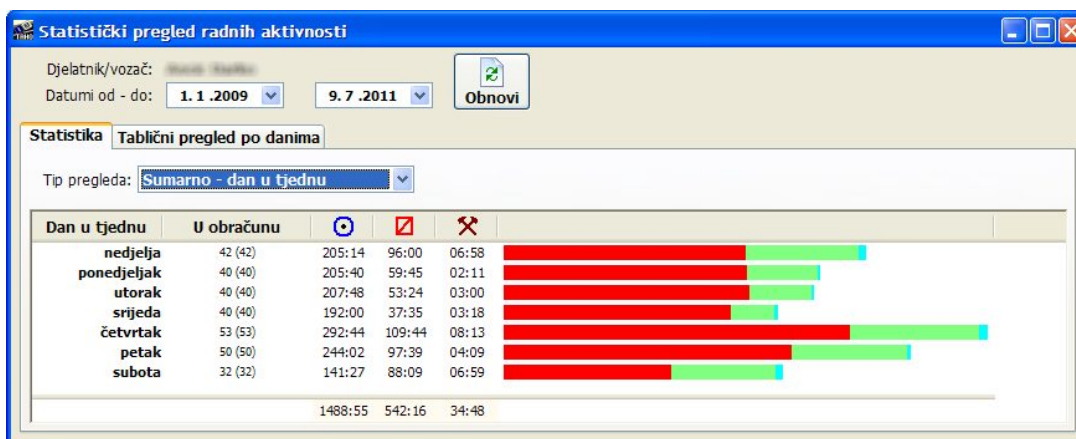 Statistički pregled radnih aktivnosti
Djelatnik/vozač:
Datumi od - do: 1. 1 .2009 9. 7 .2011 Obnovi
Statistika Tablični pregled po danima
Tip pregleda: Sumarno - dan u tjednu
Dan u tjednu U obračunu
nedjelja 42 (42) 205:14 96:00 06:58
ponedjeljak 40 (40) 205:40 59:45 02:11
utorak 40 (40) 207:48 53:24 03:00
srijeda 40 (40) 192:00 37:35 03:18
četvrtak 53 (53) 292:44 109:44 08:13
petak 50 (50) 244:02 97:39 04:09
subota 32 (32) 141:27 88:09 06:59
1488:55 542:16 34:48